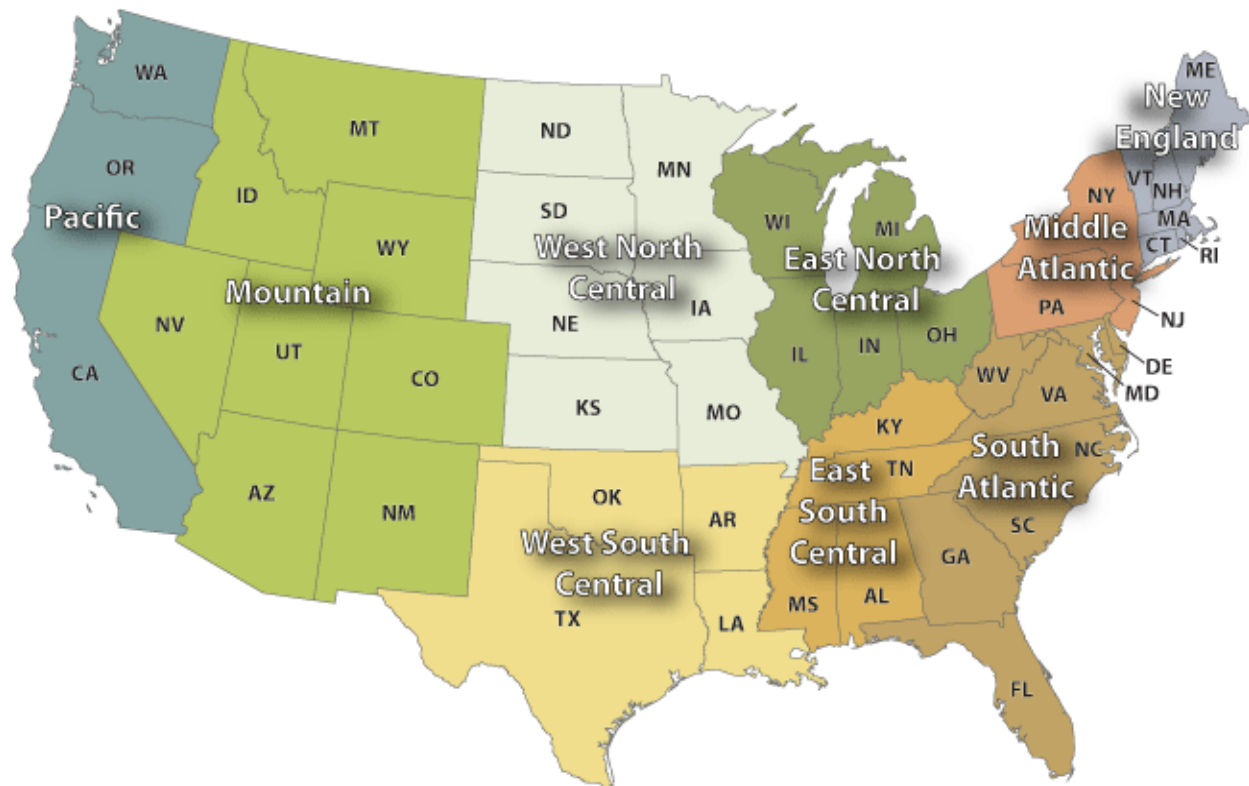 WA
ME
New
England
MT
ND
MN
OR
VT
NH
NY
ID
SD
WI
MI
Pacific
MA
Middle
Atlantic
CT
RI
WY
West North
Central
East North
Central
Mountain
IA
PA
NJ
NV
NE
OH
UT
IL
IN
DE
CA
CO
WV
VA
MD
KS
MO
KY
NC
South
Atlantic
TN
East
South
Central
AZ
OK
NM
AR
SC
West South
Central
GA
MS
AL
TX
LA
FL